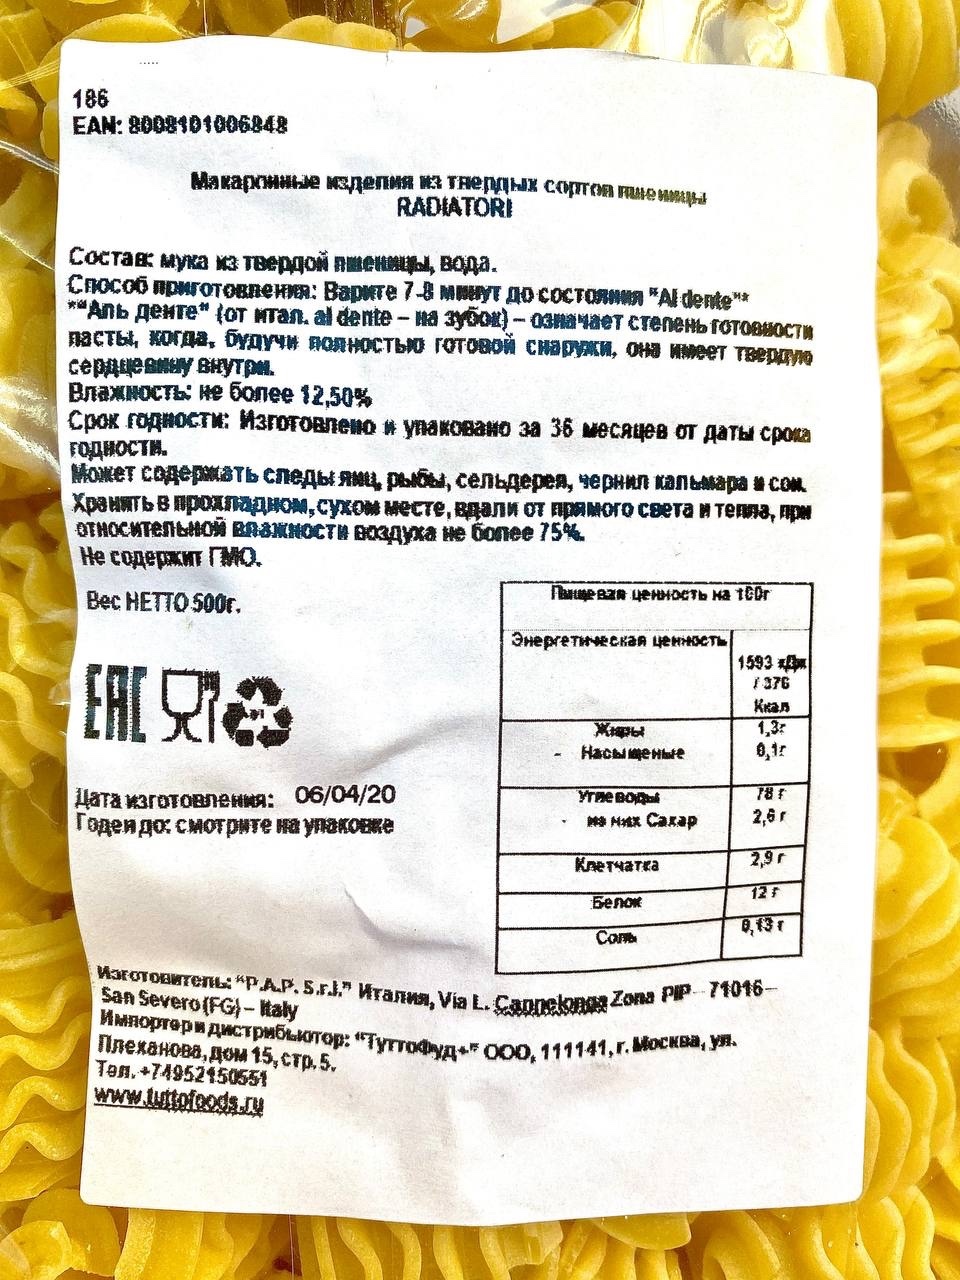 186
EAN: 8008101006848
Макаронные изделия из твердых сортов пшеницы
RADIATORI
Состав: мука из твердой пшеницы, вода.
Способ приготовления: Варите 7-8 минут до состояния "Al dente"*
*"Аль денте" (от итал. al dente – на зубок) – означает степень готовности
пасты, когда, будучи полностью готовой снаружи, она имеет твердую
сердцевину внутри.
Влажность: не более 12,50%
Срок годности: Изготовлено и упаковано за 36 месяцев от даты срока
годности.
Может содержать следы яиц, рыбы, сельдерея, чернил кальмара и сои.
Хранить в прохладном, сухом месте, вдали от прямого света и тепла, при
относительной влажности воздуха не более 75%.
Не содержит ГМО.
Вес НЕТТО 500г.
Пищевая ценность на 100г
Энергетическая ценность
1593 кДж
/ 376
Ккал
Жиры 1,3г
- Насыщеные 0,1г
Углеводы 78 г
- из них Сахар 2,6 г
Клетчатка 2,9 г
Белок 12 г
Соль 0,13 г
EAC
Дата изготовления: 06/04/20
Годен до: смотрите на упаковке
Изготовитель: "P.A.P. S.r.l." Италия, Via L. Cappelonga Zona PIP – 71016 –
San Severo (FG) – Italy
Импортер и дистрибьютор: "ТуттоФуд+" ООО, 111141, г. Москва, ул.
Плеханова, дом 15, стр. 5.
Тел. +74952150551
www.tuttofoods.ru